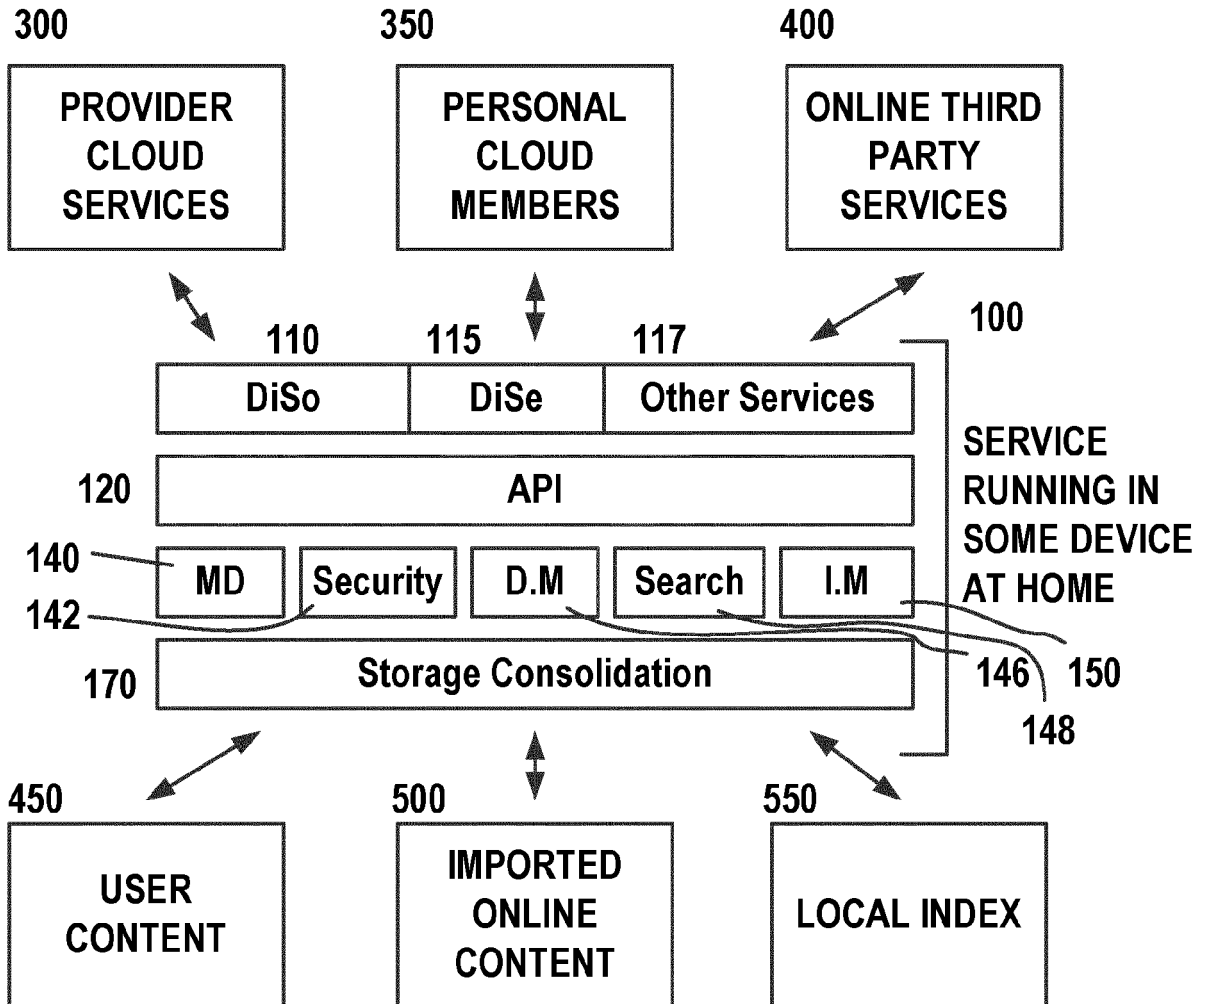 300
350
400
PROVIDER
CLOUD
SERVICES
PERSONAL
CLOUD
MEMBERS
ONLINE THIRD
PARTY
SERVICES
100
110
115
117
DiSo
DiSe
Other Services
SERVICE
RUNNING IN
SOME DEVICE
AT HOME
120
API
140
MD
Security
D.M
Search
I.M
142
170
Storage Consolidation
146
150
148
450
500
550
USER
CONTENT
IMPORTED
ONLINE
CONTENT
LOCAL INDEX